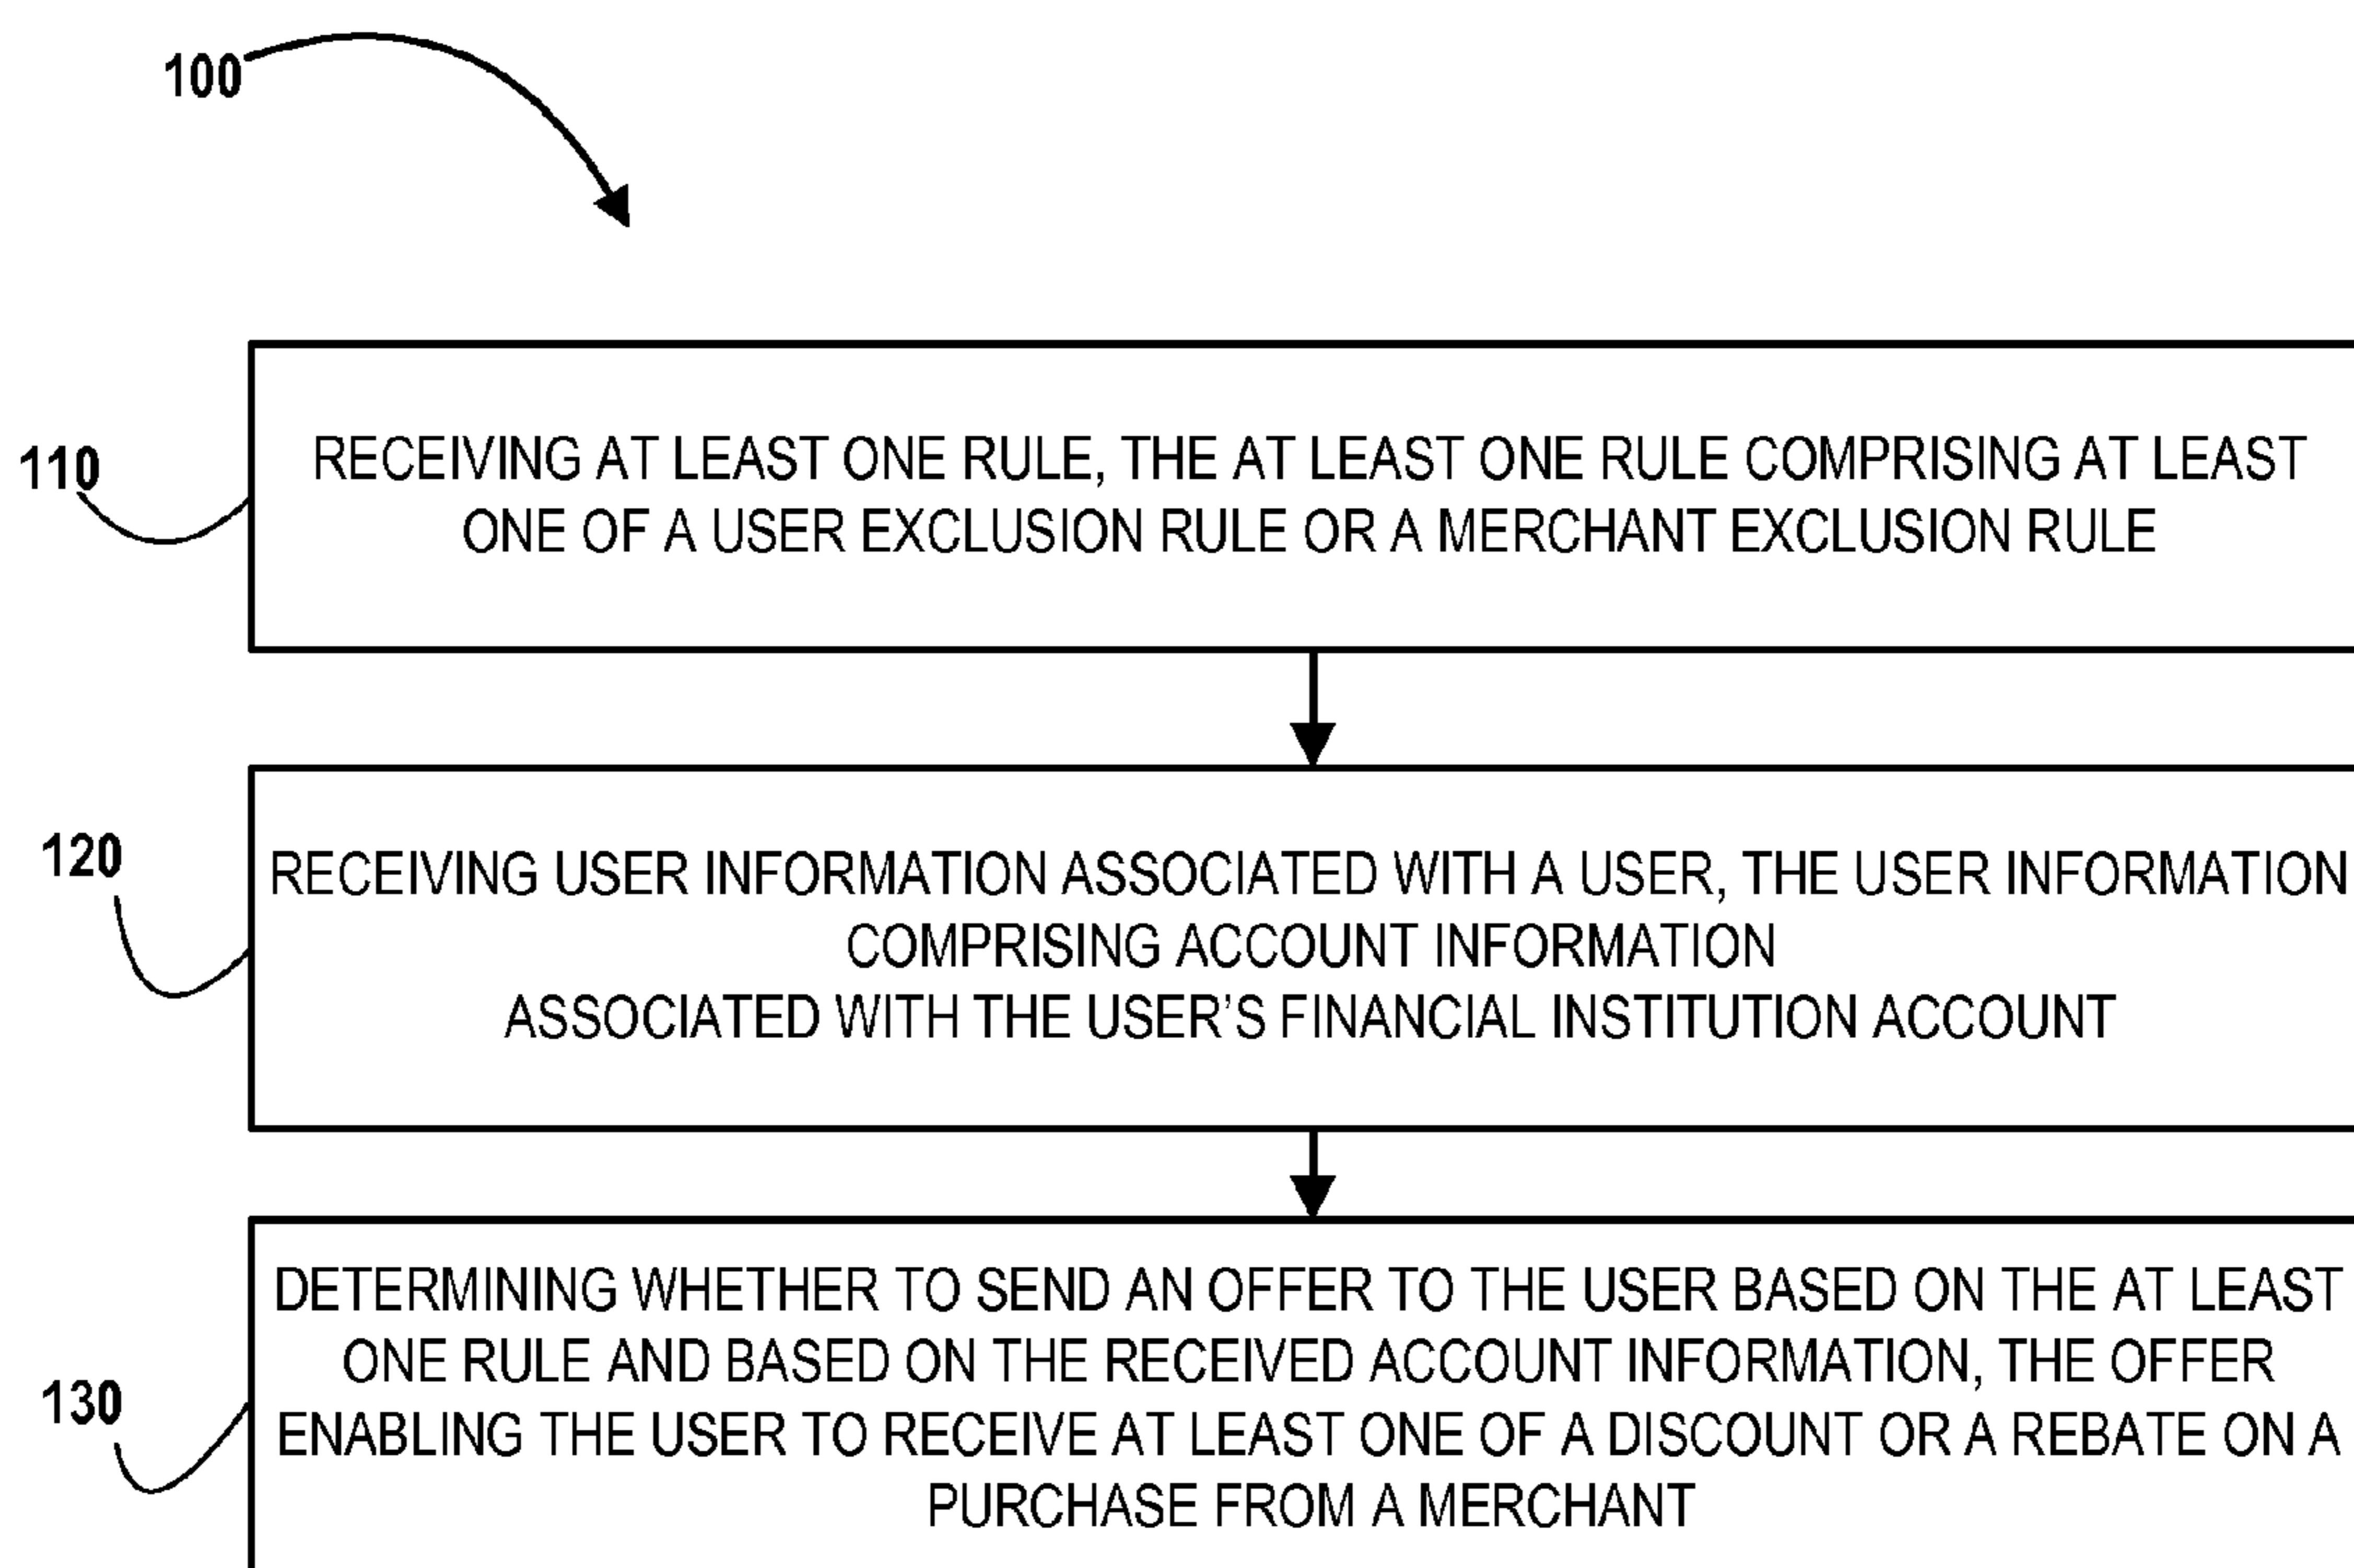 100
110
RECEIVING AT LEAST ONE RULE, THE AT LEAST ONE RULE COMPRISING AT LEAST
ONE OF A USER EXCLUSION RULE OR A MERCHANT EXCLUSION RULE
120
RECEIVING USER INFORMATION ASSOCIATED WITH A USER, THE USER INFORMATION
COMPRISING ACCOUNT INFORMATION
ASSOCIATED WITH THE USER'S FINANCIAL INSTITUTION ACCOUNT
130
DETERMINING WHETHER TO SEND AN OFFER TO THE USER BASED ON THE AT LEAST
ONE RULE AND BASED ON THE RECEIVED ACCOUNT INFORMATION, THE OFFER
ENABLING THE USER TO RECEIVE AT LEAST ONE OF A DISCOUNT OR A REBATE ON A
PURCHASE FROM A MERCHANT